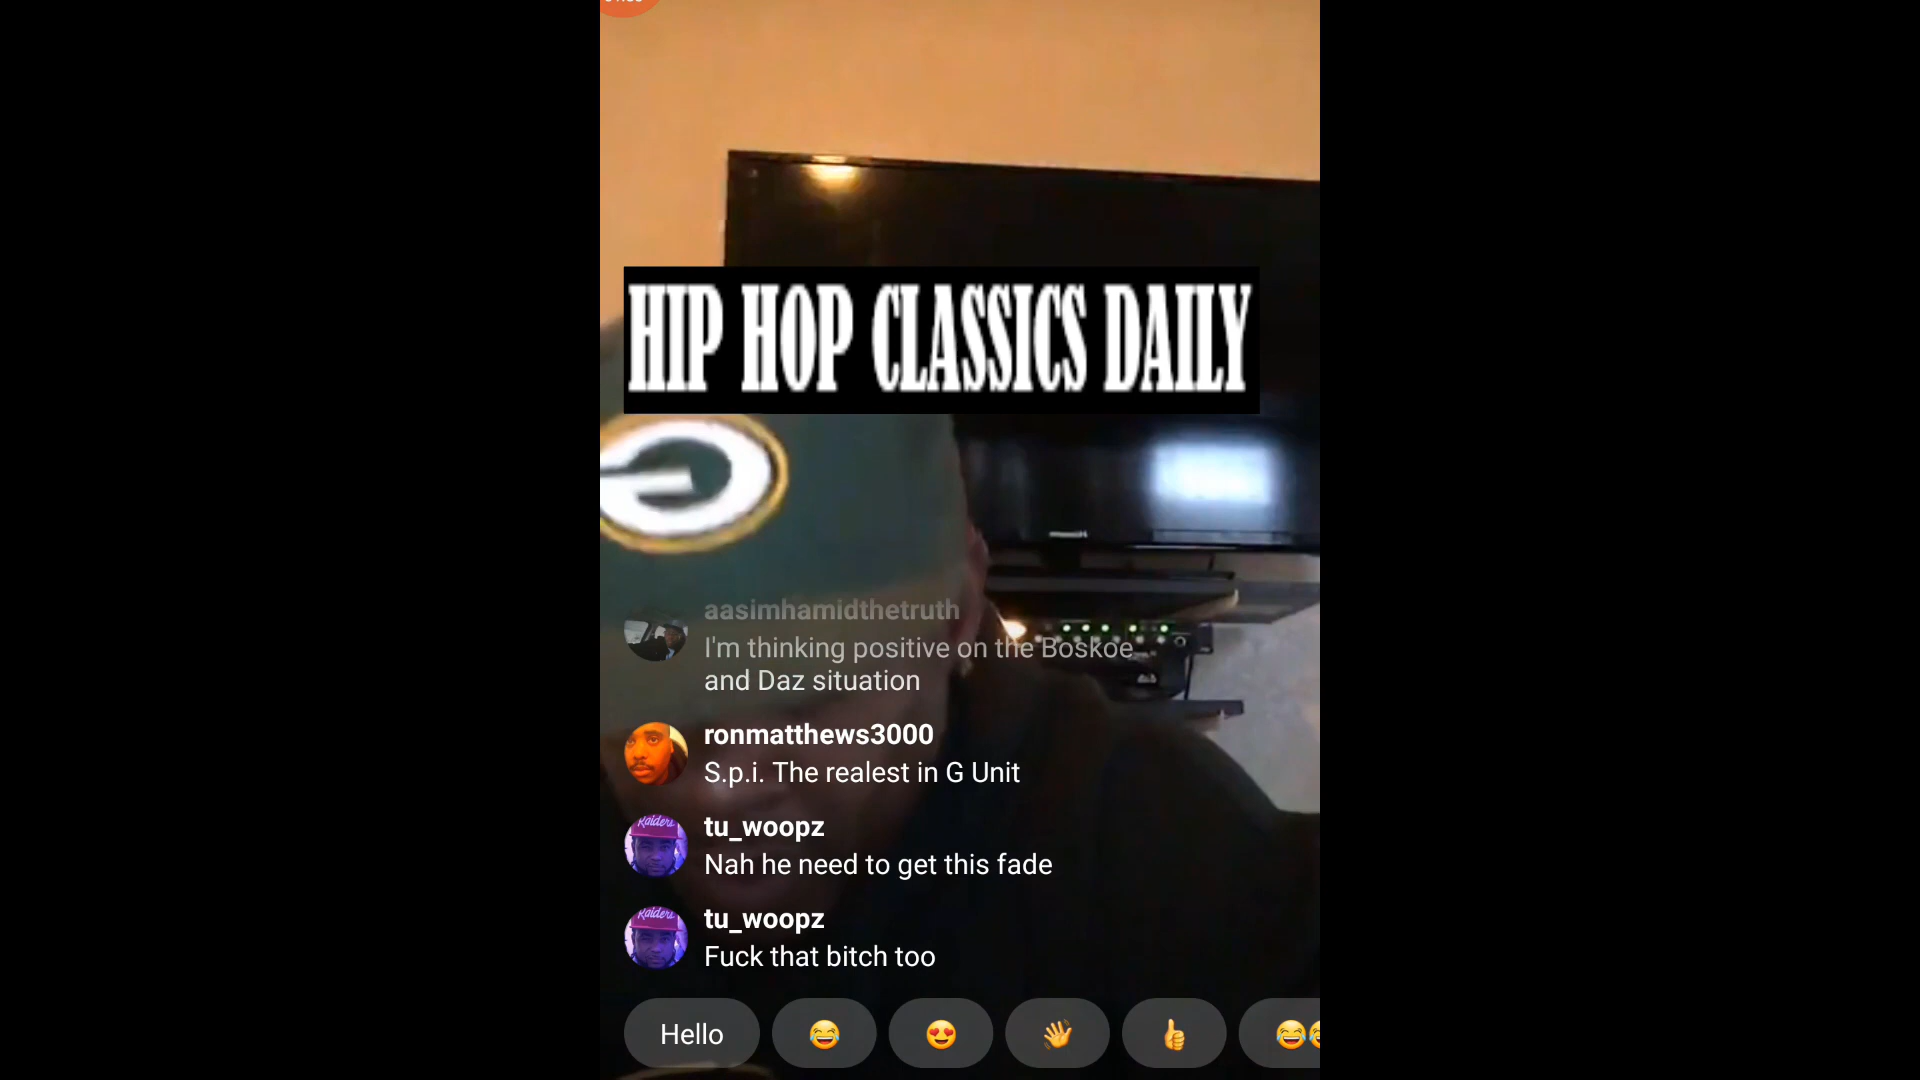 HIP HOP CLASSICS DAILY
G
aasimhamidthetruth
I'm thinking positive on the Boskoe
and Daz situation
ronmatthews3000
S.p.i. The realest in G Unit
tu_woopz
Nah he need to get this fade
tu_woopz
Fuck that bitch too
Hello